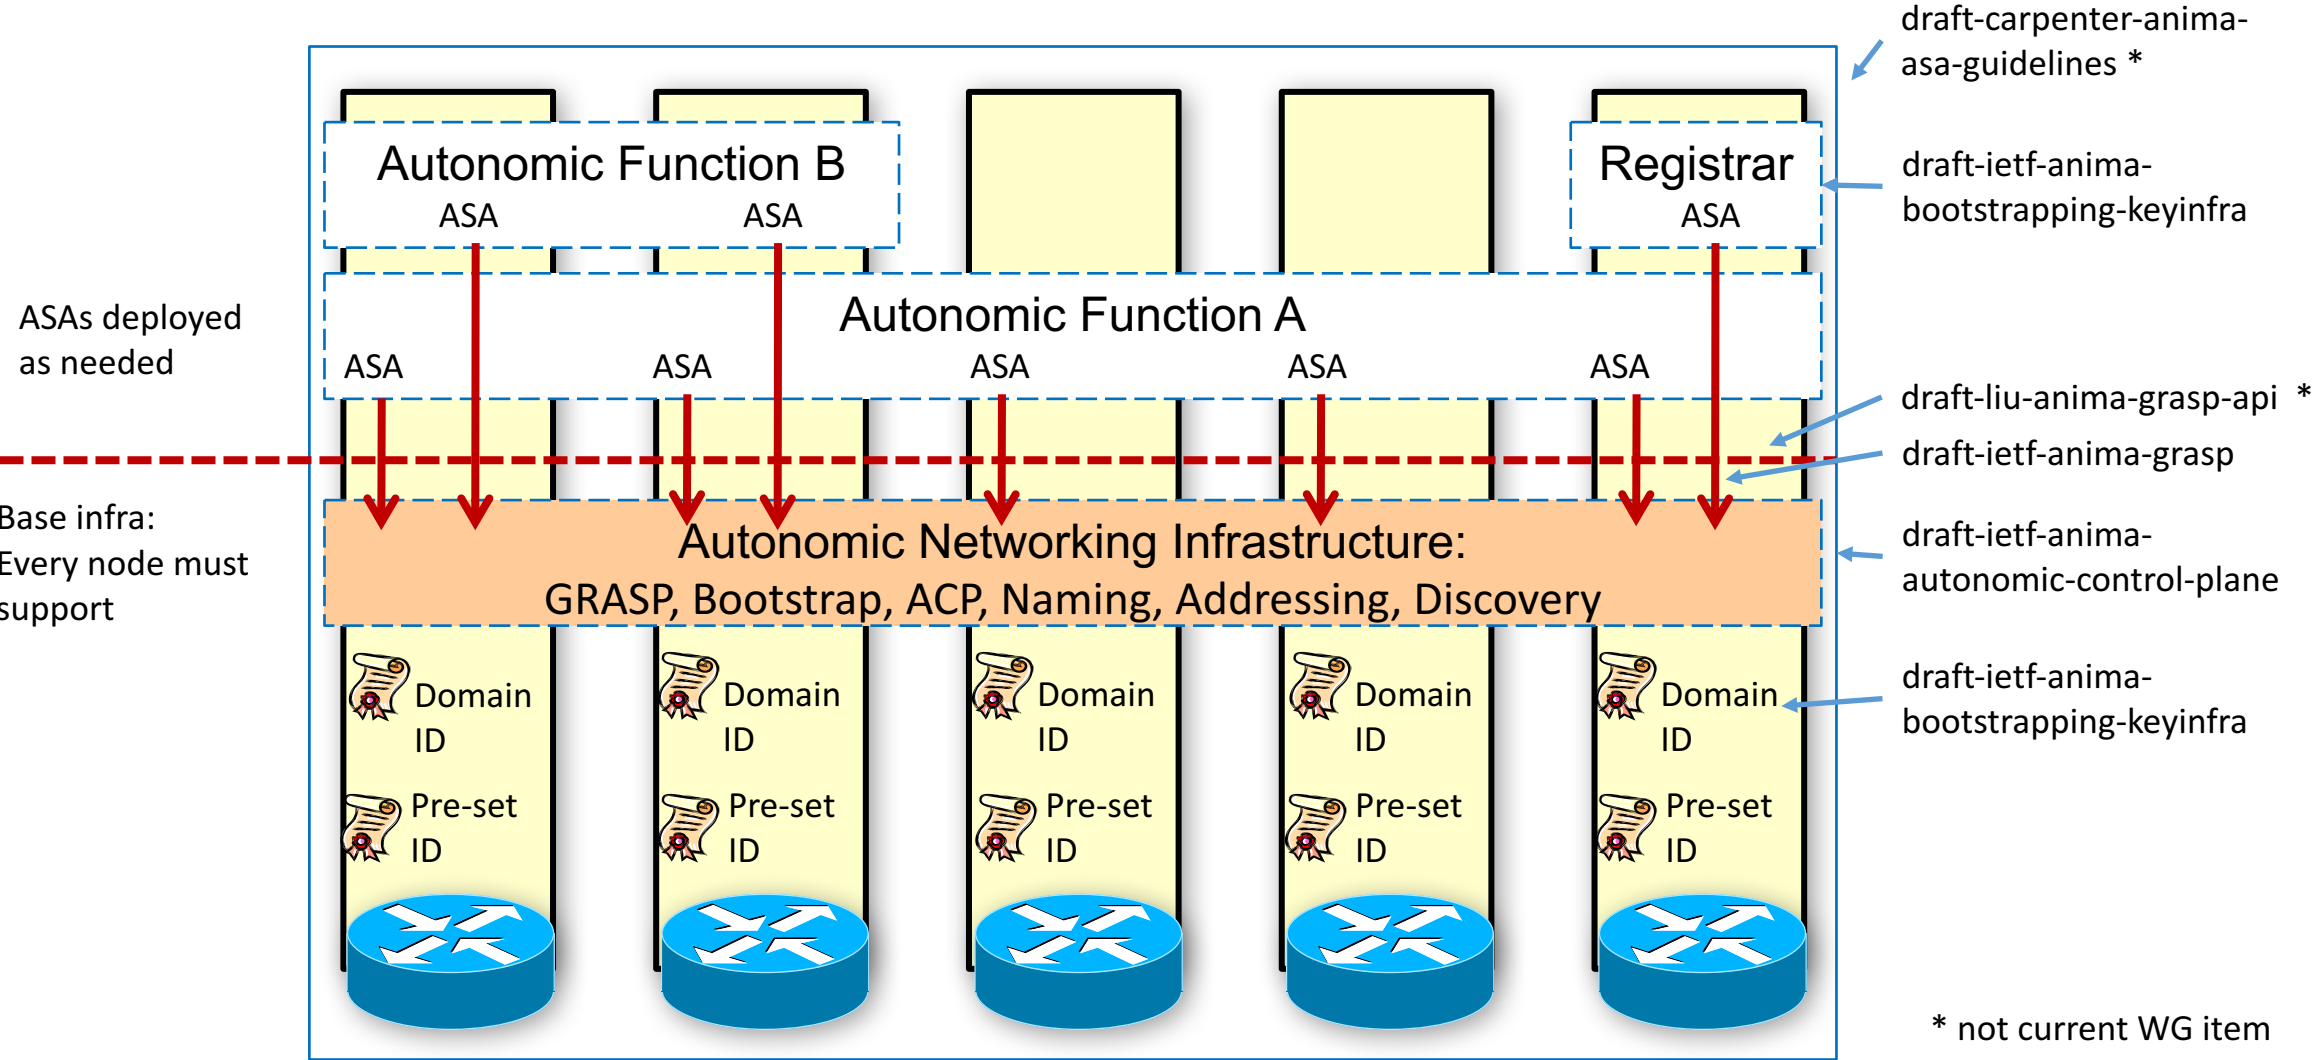 draft-carpenter-anima-
asa-guidelines *
Autonomic Function B
ASA
ASA
Registrar
ASA
draft-ietf-anima-
bootstrapping-keyinfra
ASAs deployed
as needed
Autonomic Function A
ASA
ASA
ASA
ASA
ASA
draft-liu-anima-grasp-api *
draft-ietf-anima-grasp
Base infra:
Every node must
support
Autonomic Networking Infrastructure:
GRASP, Bootstrap, ACP, Naming, Addressing, Discovery
draft-ietf-anima-
autonomic-control-plane
Domain
ID
Domain
ID
Domain
ID
Domain
ID
Domain
ID
draft-ietf-anima-
bootstrapping-keyinfra
Pre-set
ID
Pre-set
ID
Pre-set
ID
Pre-set
ID
Pre-set
ID
* not current WG item